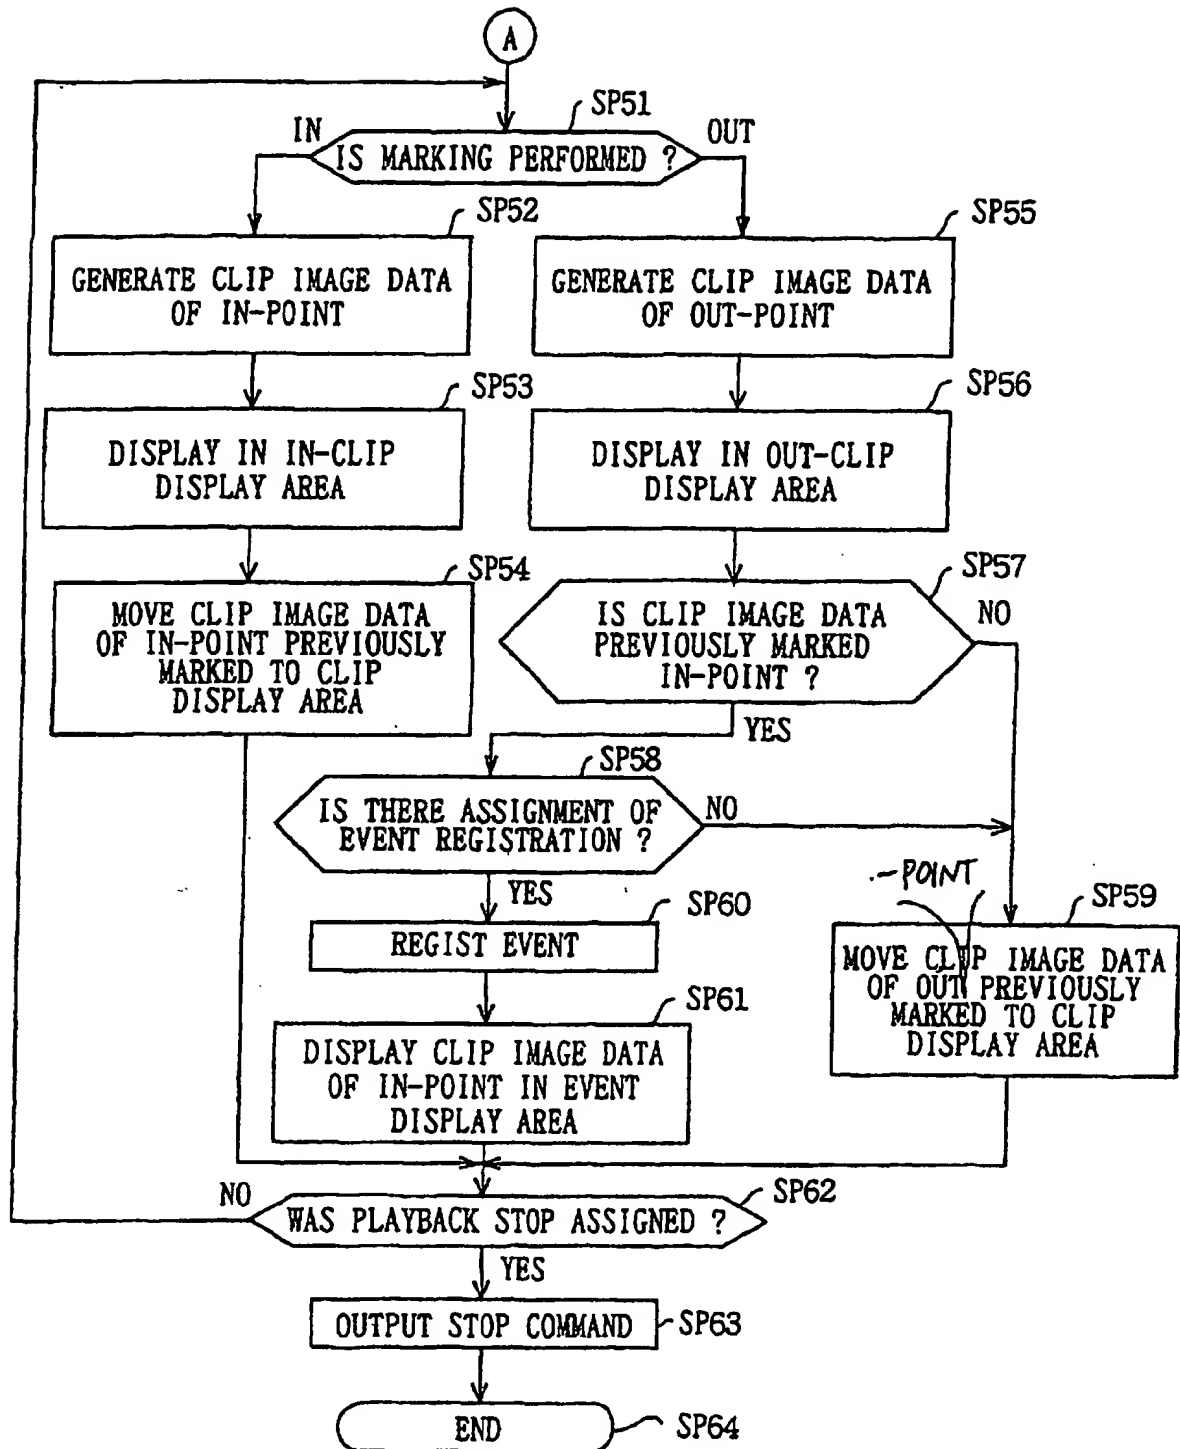 A
SP51
IN
OUT
IS MARKING PERFORMED ?
SP52
GENERATE CLIP IMAGE DATA
OF IN-POINT
SP55
GENERATE CLIP IMAGE DATA
OF OUT-POINT
SP53
DISPLAY IN IN-CLIP
DISPLAY AREA
SP56
DISPLAY IN OUT-CLIP
DISPLAY AREA
SP54
MOVE CLIP IMAGE DATA
OF IN-POINT PREVIOUSLY
MARKED TO CLIP
DISPLAY AREA
SP57
IS CLIP IMAGE DATA
PREVIOUSLY MARKED
IN-POINT ?
NO
YES
SP58
IS THERE ASSIGNMENT OF
EVENT REGISTRATION ?
NO
YES
-POINT
SP59
MOVE CLIP IMAGE DATA
OF OUT PREVIOUSLY
MARKED TO CLIP
DISPLAY AREA
SP60
REGIST EVENT
SP61
DISPLAY CLIP IMAGE DATA
OF IN-POINT IN EVENT
DISPLAY AREA
SP62
NO
WAS PLAYBACK STOP ASSIGNED ?
YES
OUTPUT STOP COMMAND
SP63
END
SP64